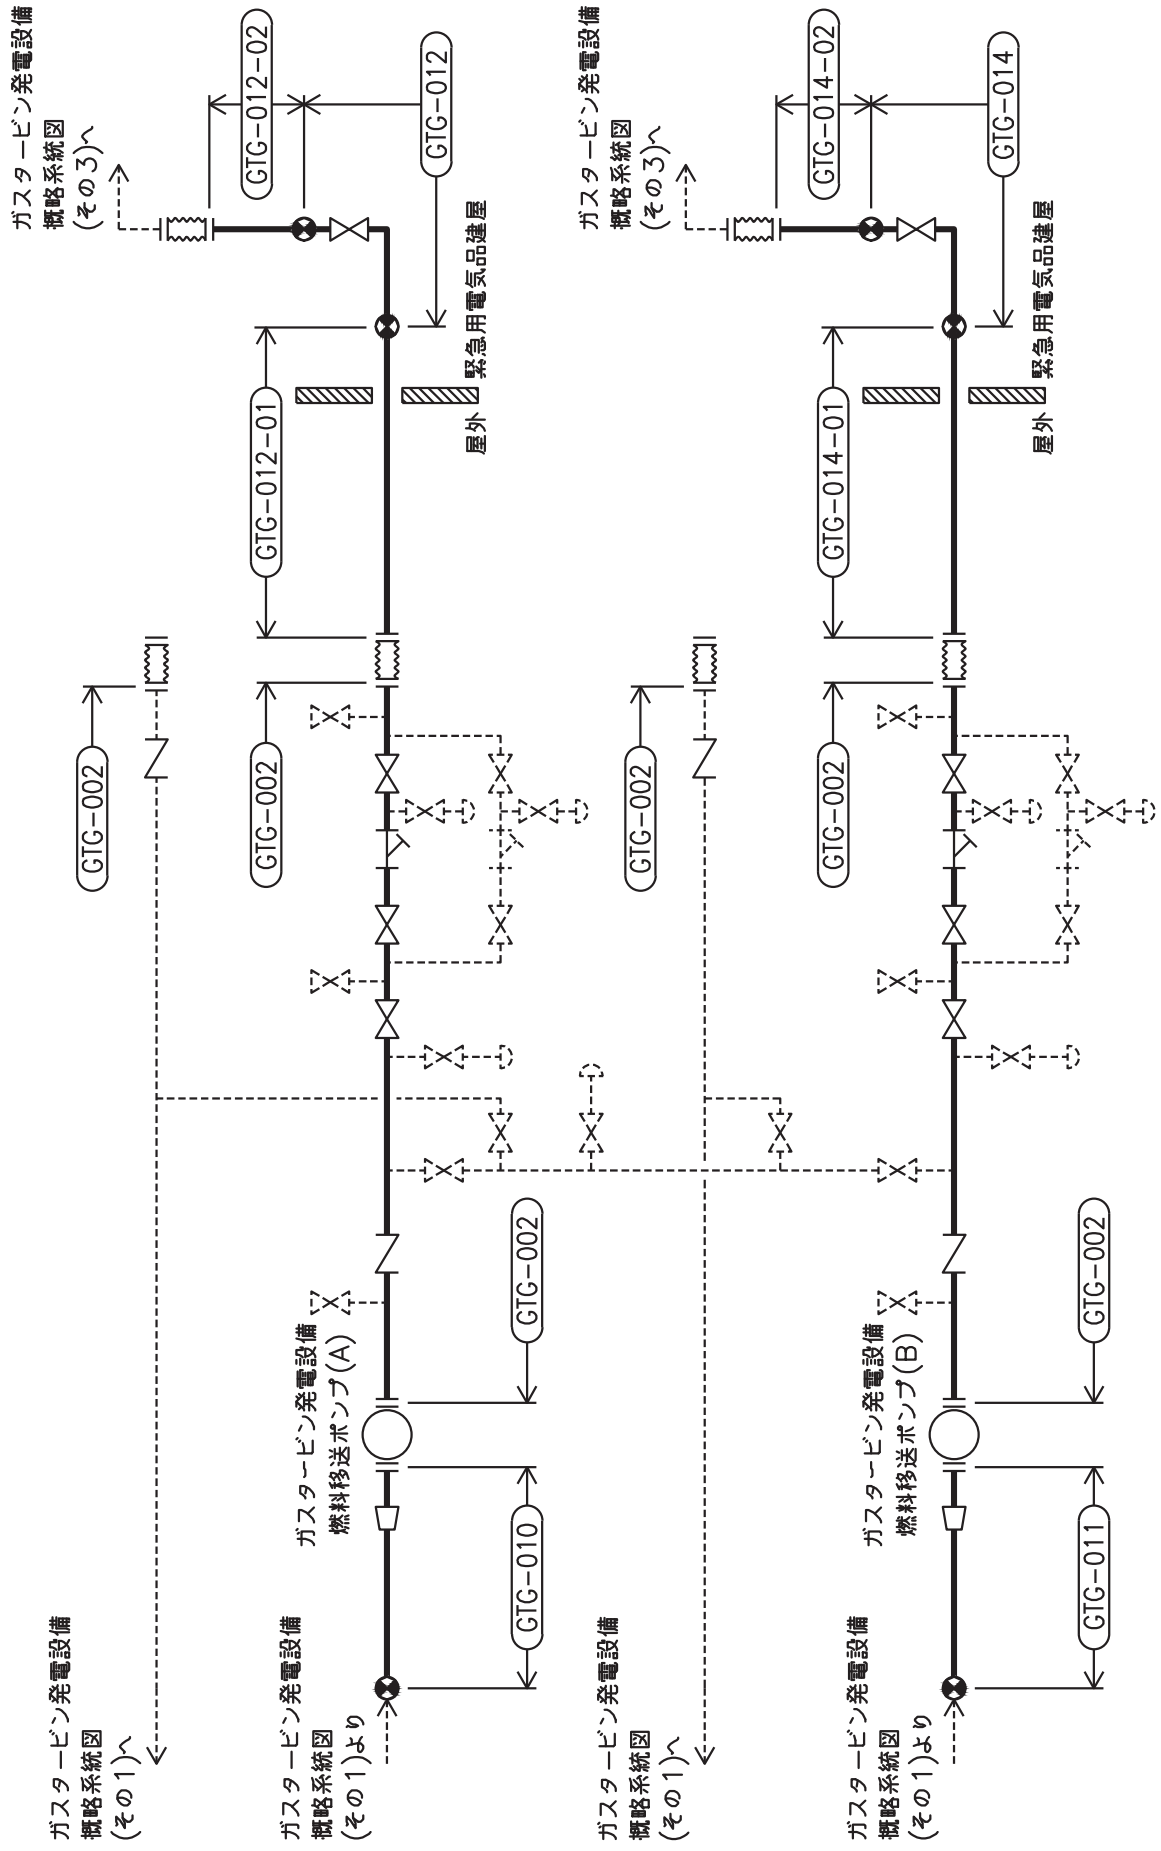 ガスタービン発電設備
概略系統図
(その1)へ
GTG-002
ガスタービン発電設備
概略系統図
(その3)へ
GTG-012-02
GTG-012
GTG-012-01
GTG-002
屋外
緊急用電気品建屋
ガスタービン発電設備
概略系統図
(その1)より
ガスタービン発電設備
燃料移送ポンプ(A)
GTG-010
GTG-002
ガスタービン発電設備
概略系統図
(その1)へ
GTG-002
ガスタービン発電設備
概略系統図
(その3)へ
GTG-014-02
GTG-014
GTG-014-01
GTG-002
屋外
緊急用電気品建屋
ガスタービン発電設備
概略系統図
(その1)より
ガスタービン発電設備
燃料移送ポンプ(B)
GTG-011
GTG-002